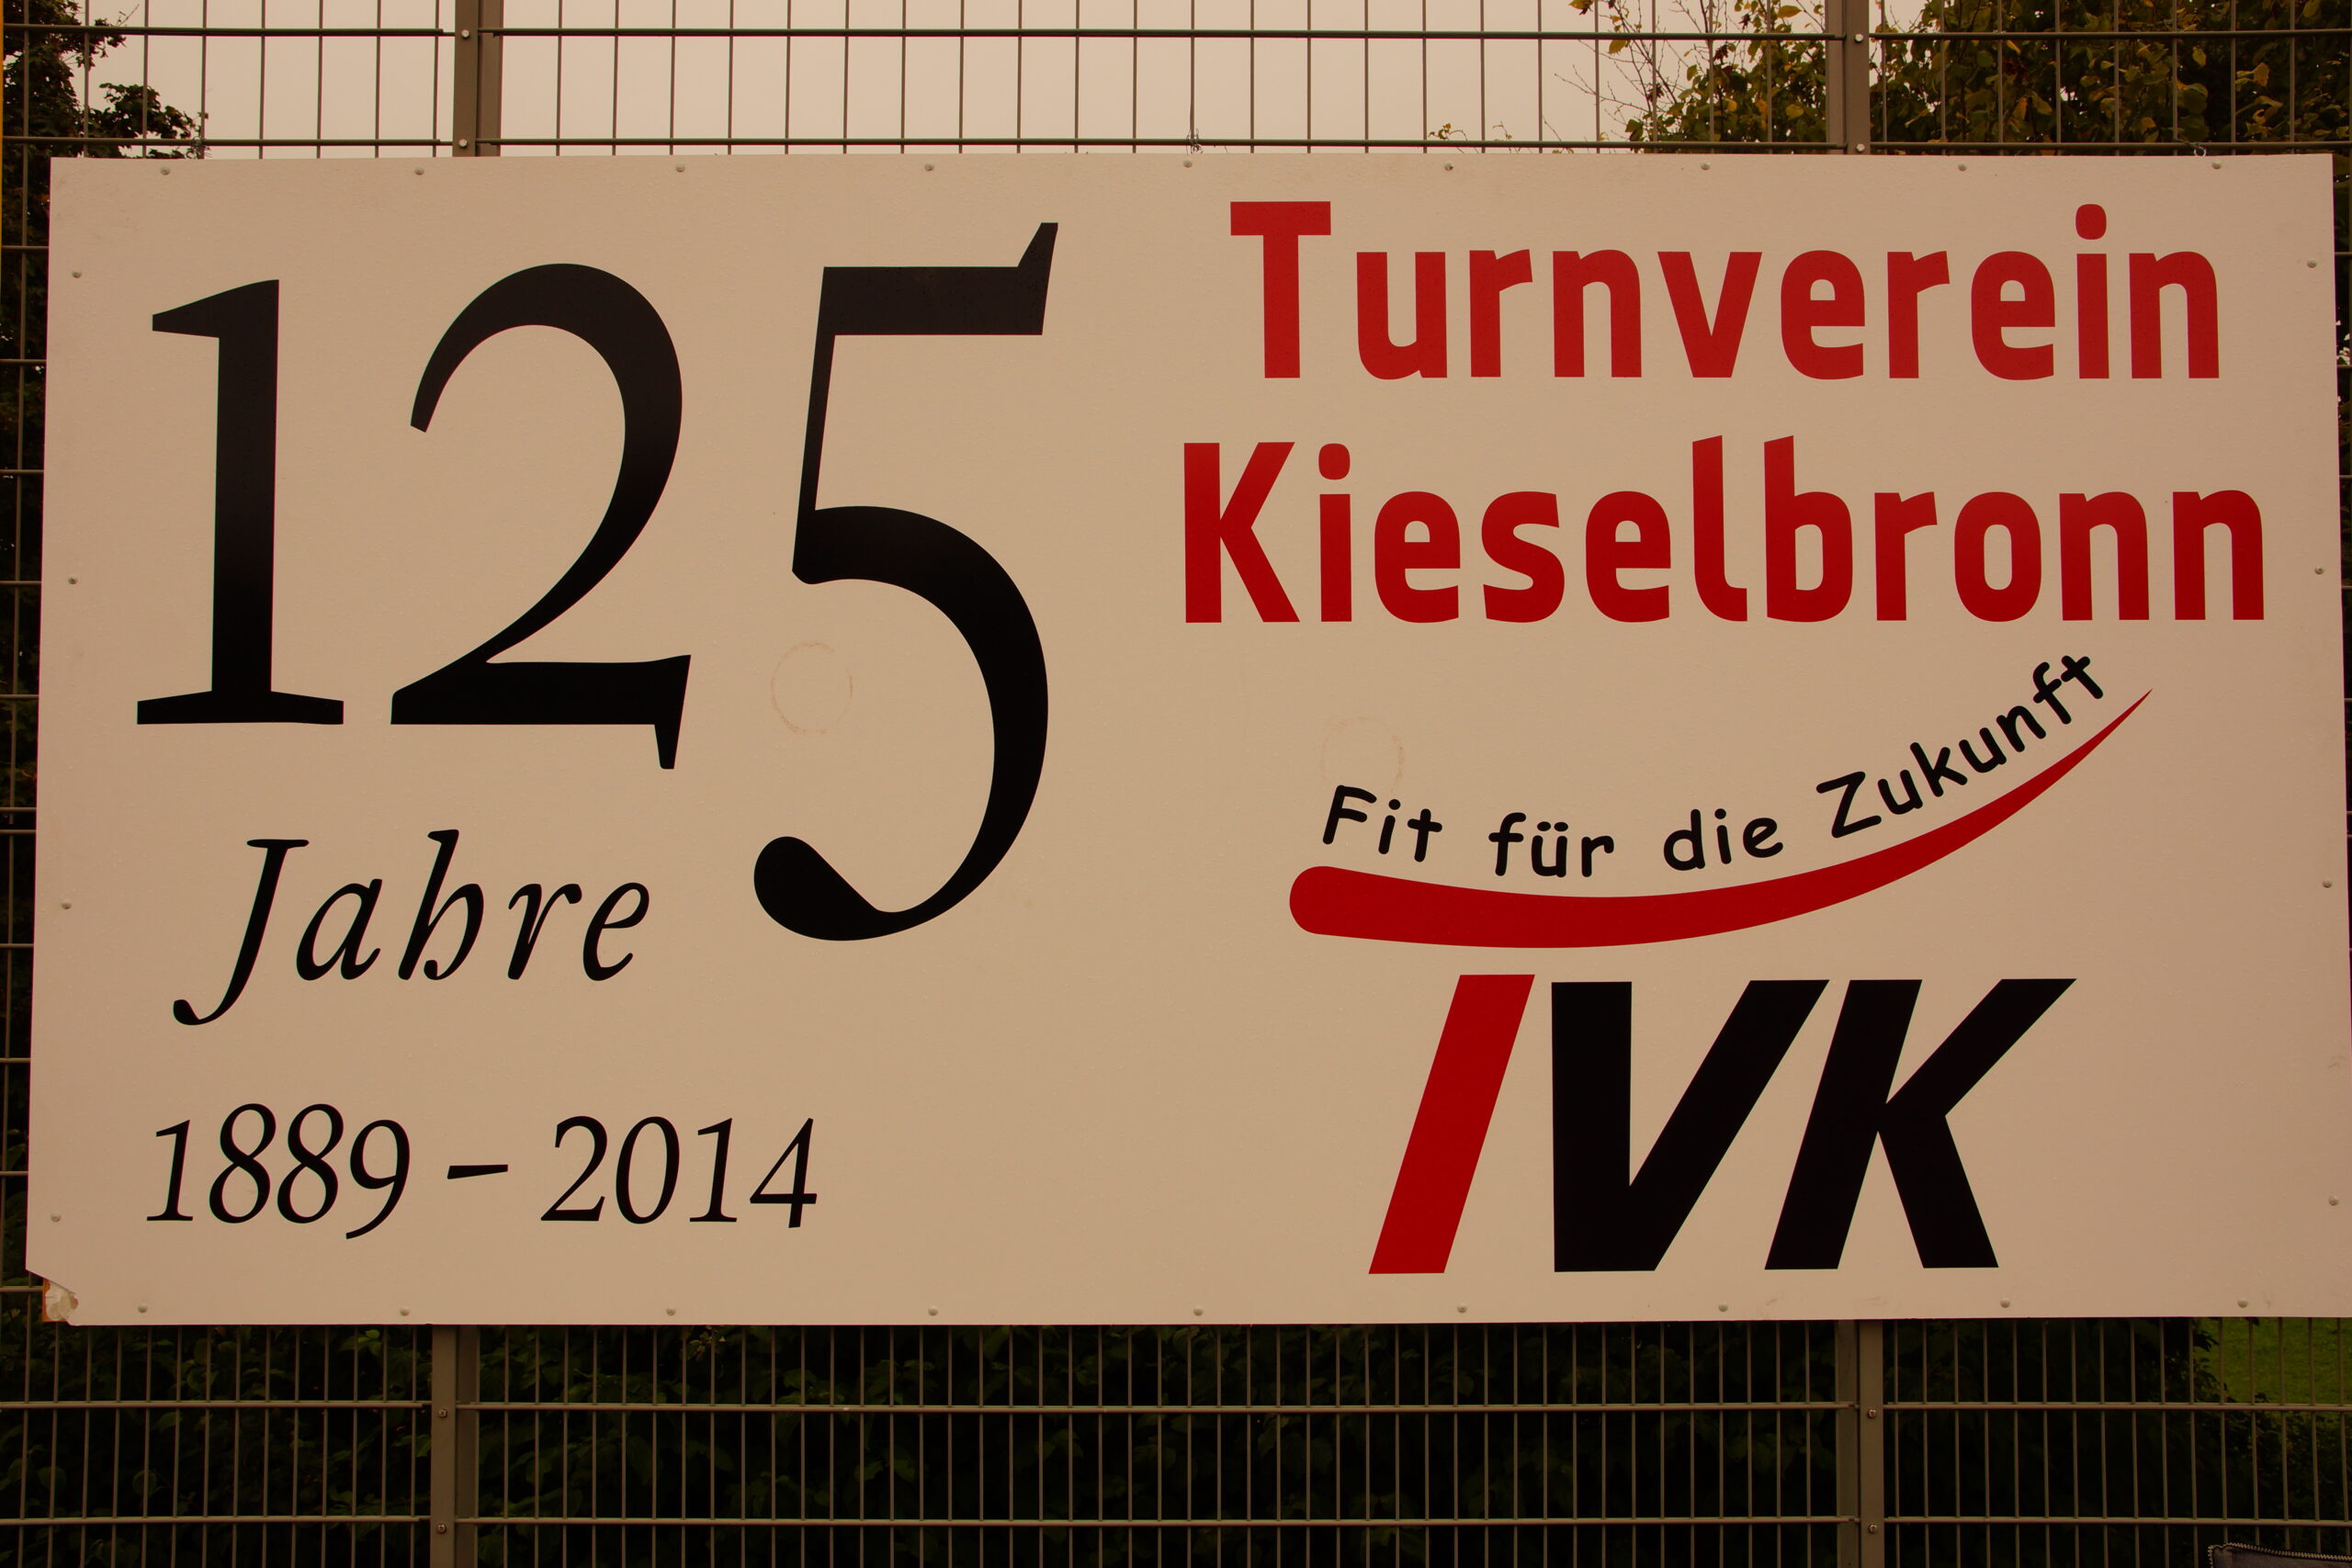 125
Jahre
1889 – 2014
Turnverein
Kieselbronn
Fit für die Zukunft
TVK